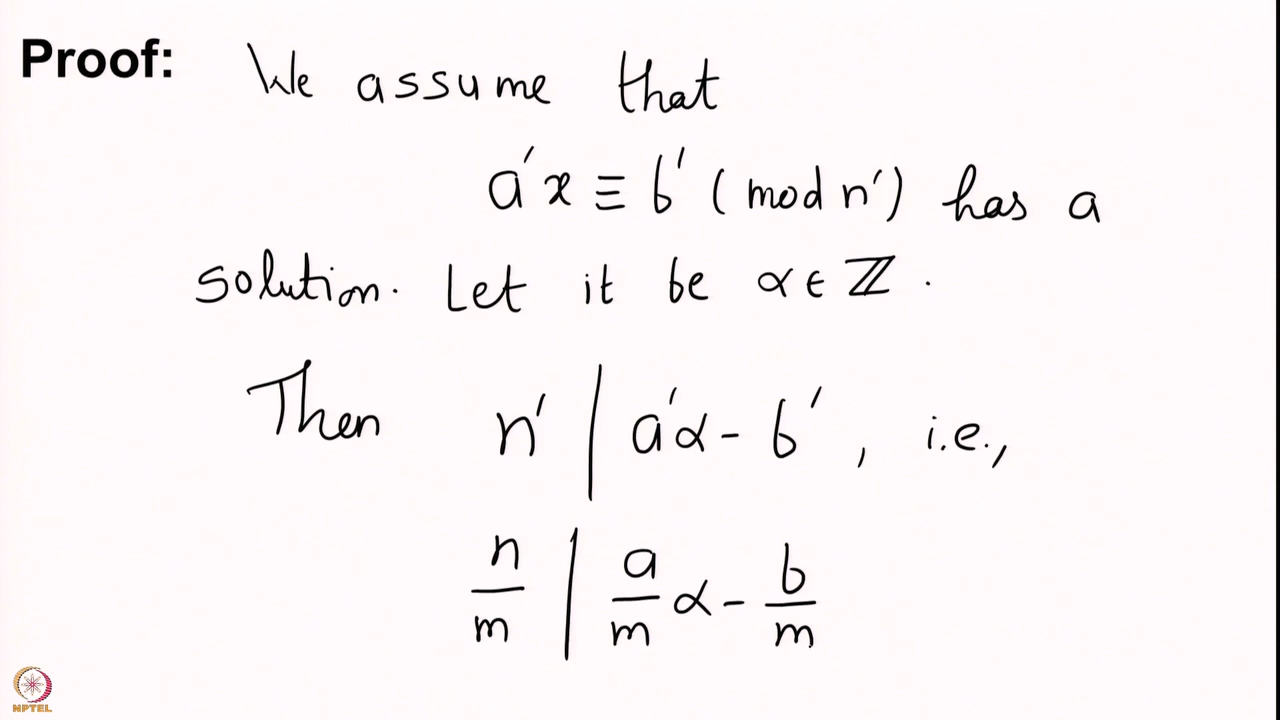 Proof: We assume that
a'x ≡ b' (mod n') has a
solution. Let it be α ∈ ℤ.
Then n' | a'α - b', i.e.,
n/m | a/m α - b/m
NPTEL